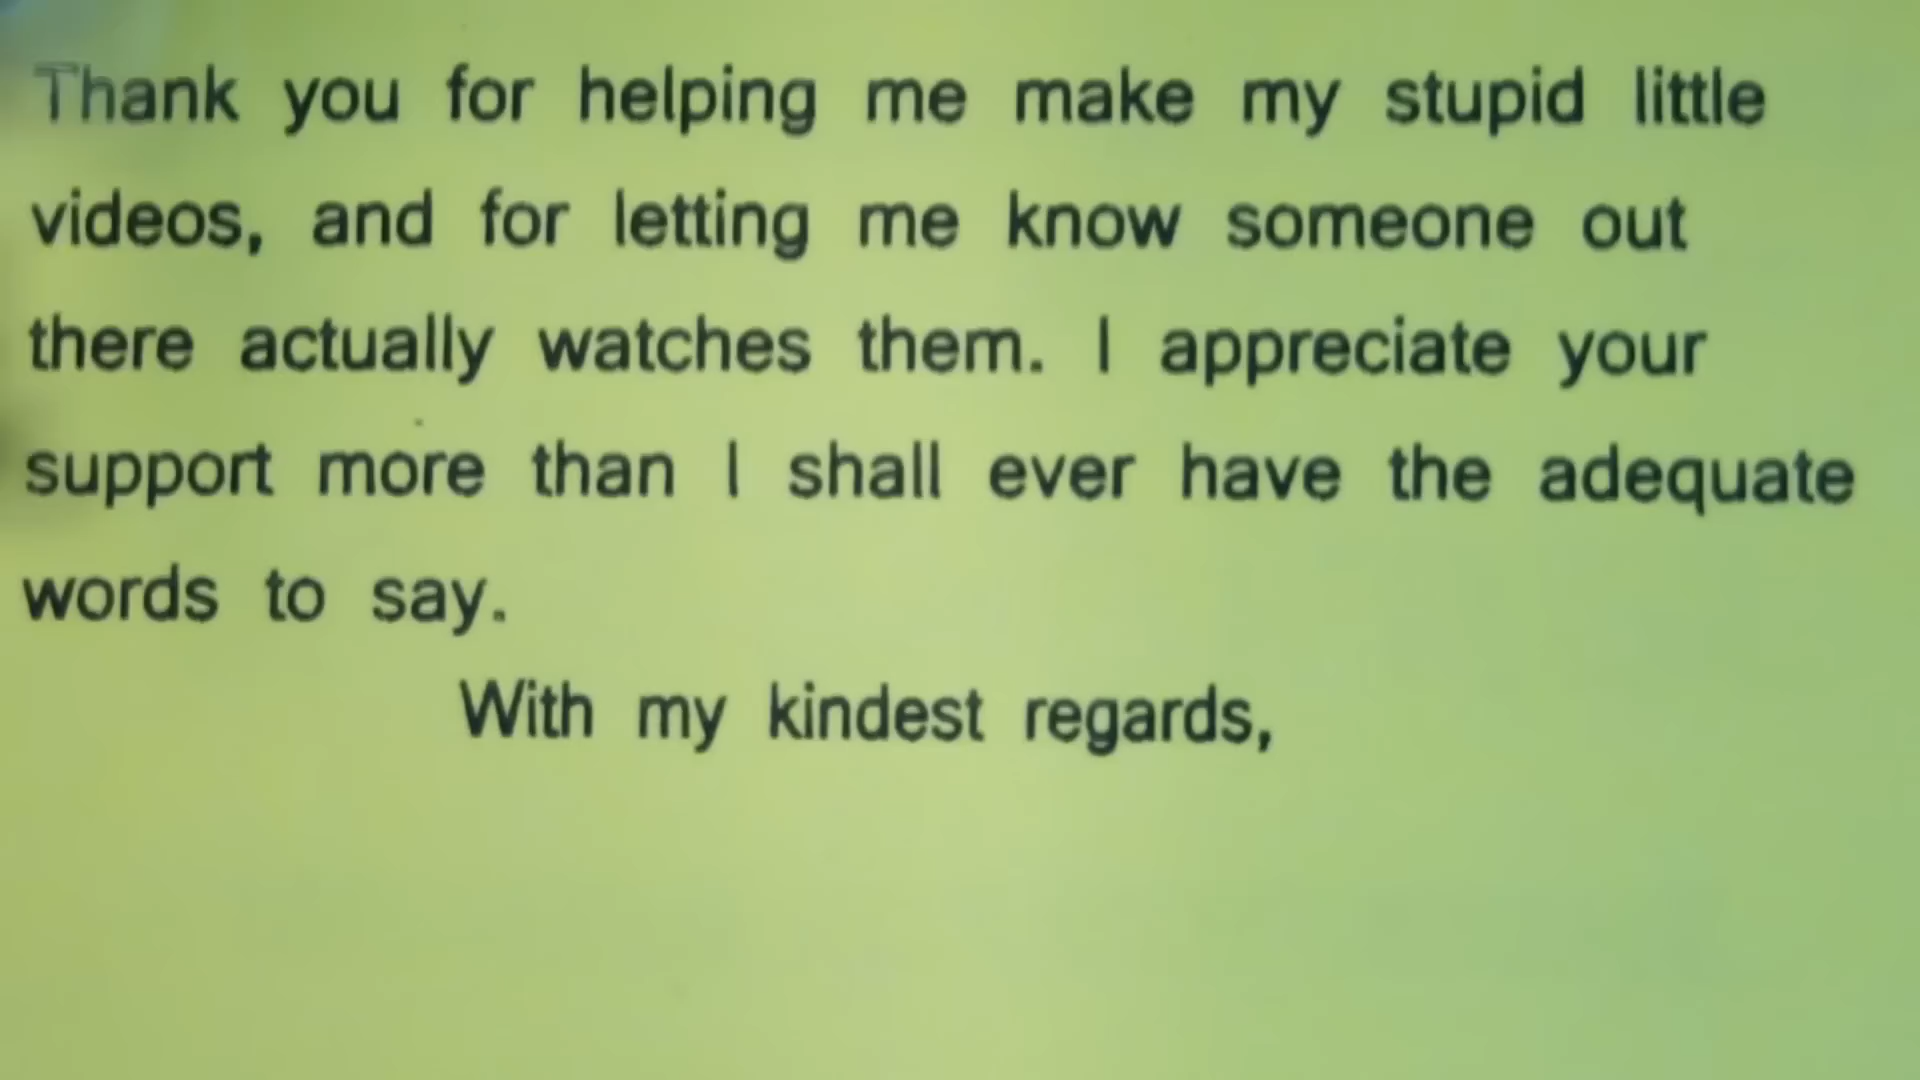 Thank you for helping me make my stupid little
videos, and for letting me know someone out
there actually watches them. I appreciate your
support more than I shall ever have the adequate
words to say.
With my kindest regards,